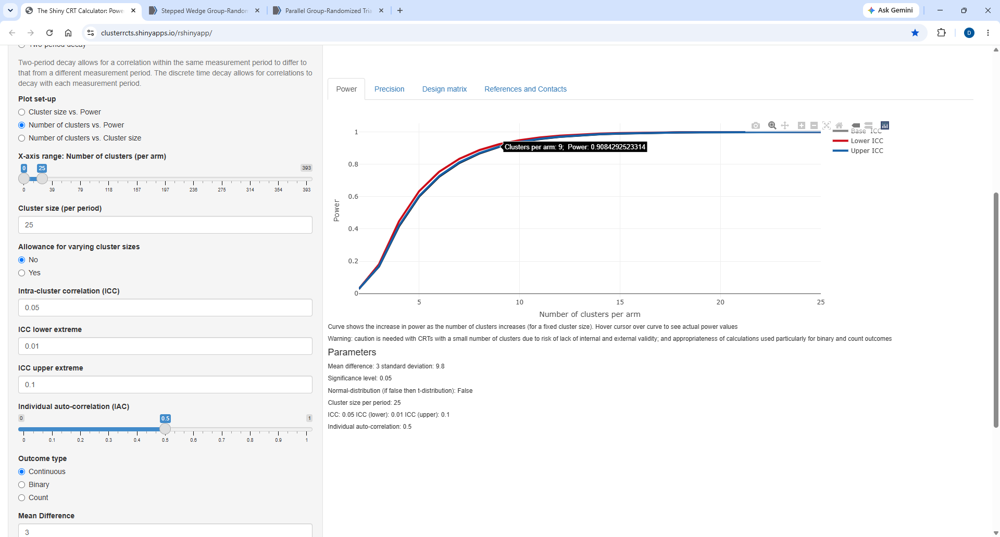 The Shiny CRT Calculator: Powe
Stepped Wedge Group-Random
Parallel Group-Randomized Tria
Ask Gemini
clusterrcts.shinyapps.io/rshinyapp/
D
Two-period decay
Two-period decay allows for a correlation within the same measurement period to differ to
that from a different measurement period. The discrete time decay allows for correlations to
decay with each measurement period.
Plot set-up
Cluster size vs. Power
Number of clusters vs. Power
Number of clusters vs. Cluster size
X-axis range: Number of clusters (per arm)
0 25 393
0 39 79 118 157 197 236 275 314 354 393
Cluster size (per period)
25
Allowance for varying cluster sizes
No
Yes
Intra-cluster correlation (ICC)
0.05
ICC lower extreme
0.01
ICC upper extreme
0.1
Individual auto-correlation (IAC)
0 0.5 1
0 0.1 0.2 0.3 0.4 0.5 0.6 0.7 0.8 0.9 1
Outcome type
Continuous
Binary
Count
Mean Difference
3
Power Precision Design matrix References and Contacts
Base ICC
Lower ICC
Upper ICC
Clusters per arm: 9; Power: 0.9084292523314
1
0.8
0.6
0.4
0.2
0
Power
5 10 15 20 25
Number of clusters per arm
Curve shows the increase in power as the number of clusters increases (for a fixed cluster size). Hover cursor over curve to see actual power values
Warning: caution is needed with CRTs with a small number of clusters due to risk of lack of internal and external validity; and appropriateness of calculations used particularly for binary and count outcomes
Parameters
Mean difference: 3 standard deviation: 9.8
Significance level: 0.05
Normal-distribution (if false then t-distribution): False
Cluster size per period: 25
ICC: 0.05 ICC (lower): 0.01 ICC (upper): 0.1
Individual auto-correlation: 0.5